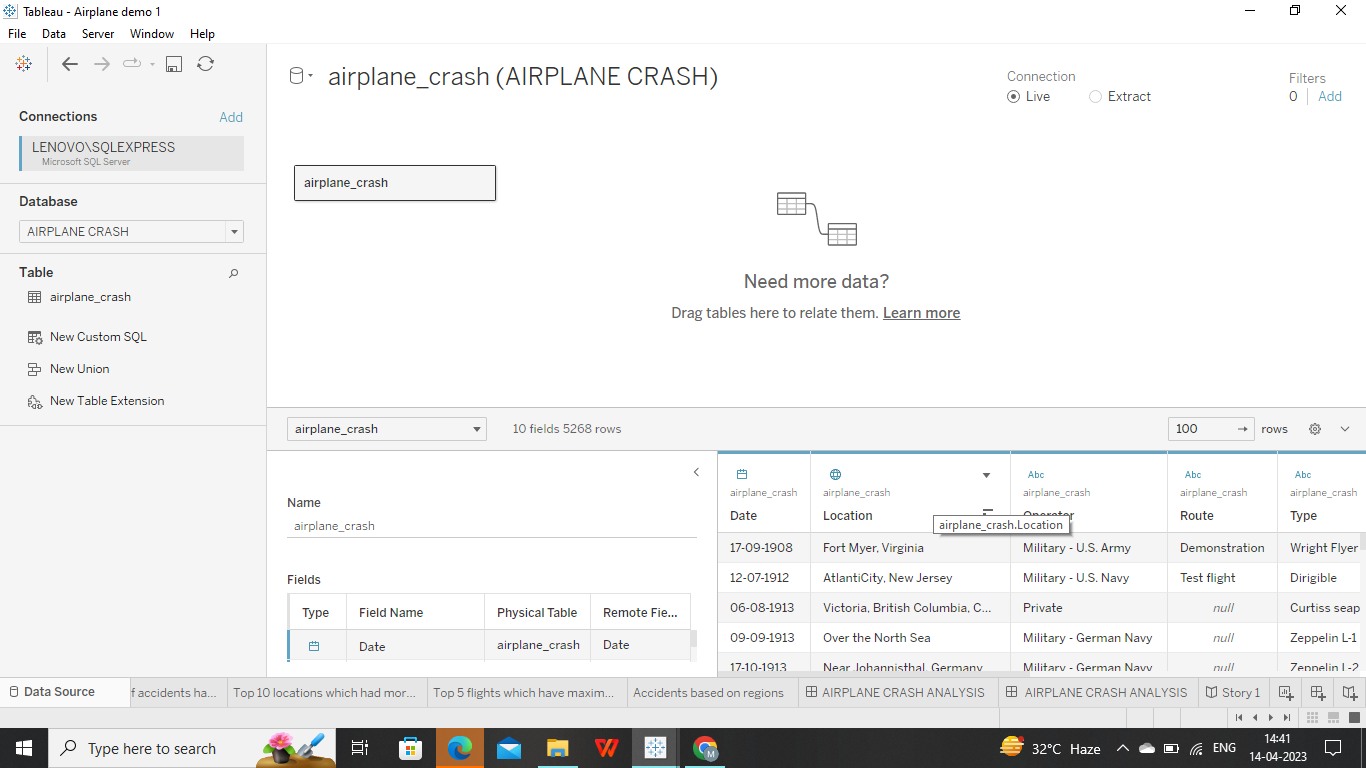 Tableau - Airplane demo 1
File Data Server Window Help
Connections Add
LENOVO\SQLEXPRESS
Microsoft SQL Server
Database
AIRPLANE CRASH
Table
airplane_crash
New Custom SQL
New Union
New Table Extension
airplane_crash (AIRPLANE CRASH)
Connection
Live Extract
Filters
0 Add
airplane_crash
Need more data?
Drag tables here to relate them. Learn more
airplane_crash 10 fields 5268 rows 100 rows
Name
airplane_crash
Fields
Type Field Name Physical Table Remote Fie...
Date airplane_crash Date
Abc Abc Abc
airplane_crash airplane_crash airplane_crash airplane_crash airplane_crash
Date Location Operator Route Type
airplane_crash.Location
17-09-1908 Fort Myer, Virginia Military - U.S. Army Demonstration Wright Flyer
12-07-1912 AtlantiCity, New Jersey Military - U.S. Navy Test flight Dirigible
06-08-1913 Victoria, British Columbia, C... Private null Curtiss seap
09-09-1913 Over the North Sea Military - German Navy null Zeppelin L-1
17-10-1913 Near Johannisthal, Germany Military - German Navy null Zeppelin L-2
Data Source f accidents ha... Top 10 locations which had mor... Top 5 flights which have maxim... Accidents based on regions AIRPLANE CRASH ANALYSIS AIRPLANE CRASH ANALYSIS Story 1
Type here to search
32°C Haze ENG
14:41
14-04-2023